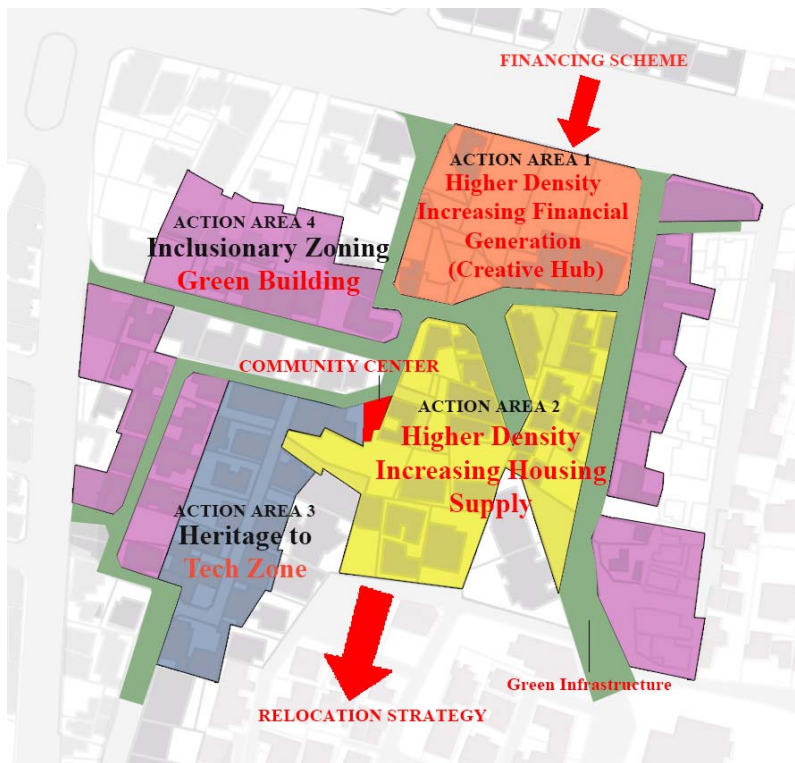 FINANCING SCHEME
ACTION AREA 1
Higher Density
Increasing Financial
Generation
(Creative Hub)
ACTION AREA 4
Inclusionary Zoning
Green Building
COMMUNITY CENTER
ACTION AREA 2
Higher Density
Increasing Housing
Supply
ACTION AREA 3
Heritage to
Tech Zone
Green Infrastructure
RELOCATION STRATEGY